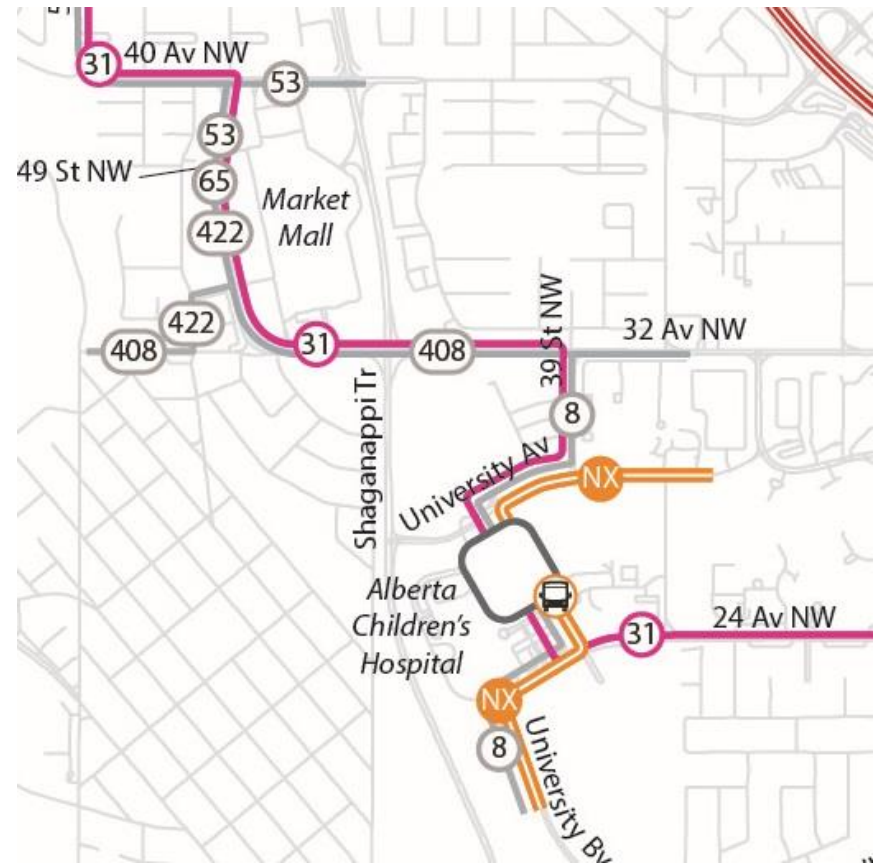 31
40 Av NW
53
53
49 St NW
65
Market
Mall
422
422
408
31
408
39 St NW
32 Av NW
Shaganappi Tr
8
University Av
NX
Alberta
Children's
Hospital
31
24 Av NW
NX
8
University Bv